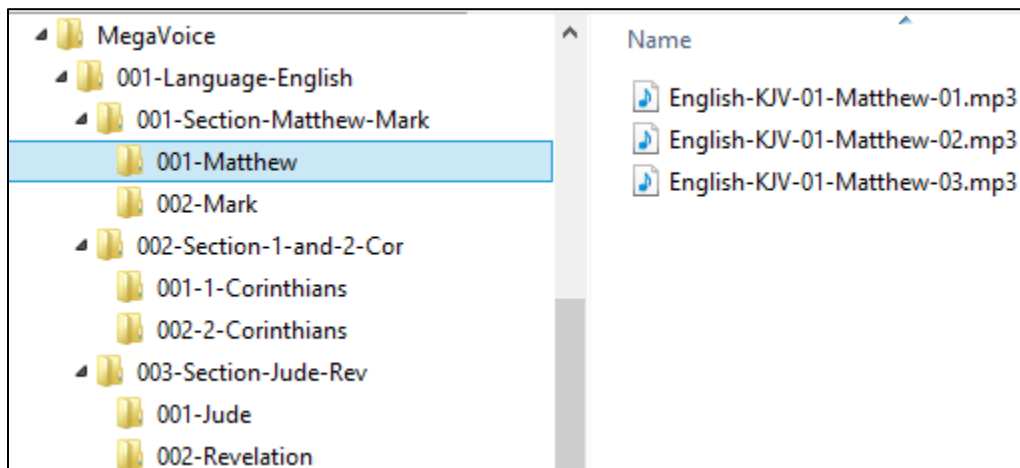 MegaVoice
001-Language-English
001-Section-Matthew-Mark
001-Matthew
002-Mark
002-Section-1-and-2-Cor
001-1-Corinthians
002-2-Corinthians
003-Section-Jude-Rev
001-Jude
002-Revelation
Name
English-KJV-01-Matthew-01.mp3
English-KJV-01-Matthew-02.mp3
English-KJV-01-Matthew-03.mp3